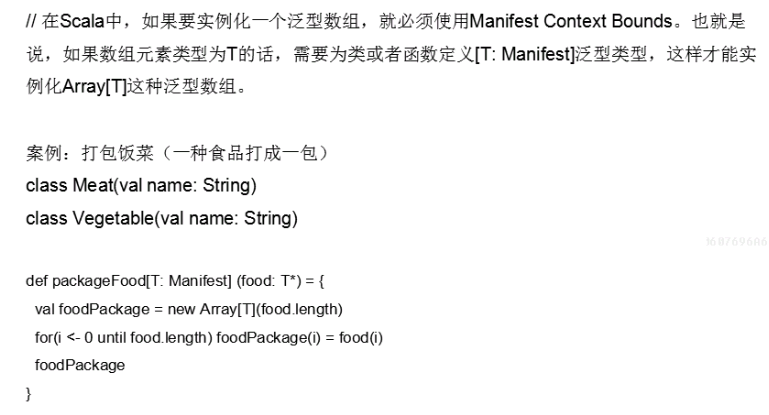 // 在Scala中，如果要实例化一个泛型数组，就必须使用Manifest Context Bounds。也就是
说，如果数组元素类型为T的话，需要为类或者函数定义[T: Manifest]泛型类型，这样才能实
例化Array[T]这种泛型数组。
案例：打包饭菜（一种食品打成一包）
class Meat(val name: String)
class Vegetable(val name: String)
def packageFood[T: Manifest] (food: T*) = {
val foodPackage = new Array[T](food.length)
for(i <- 0 until food.length) foodPackage(i) = food(i)
foodPackage
}